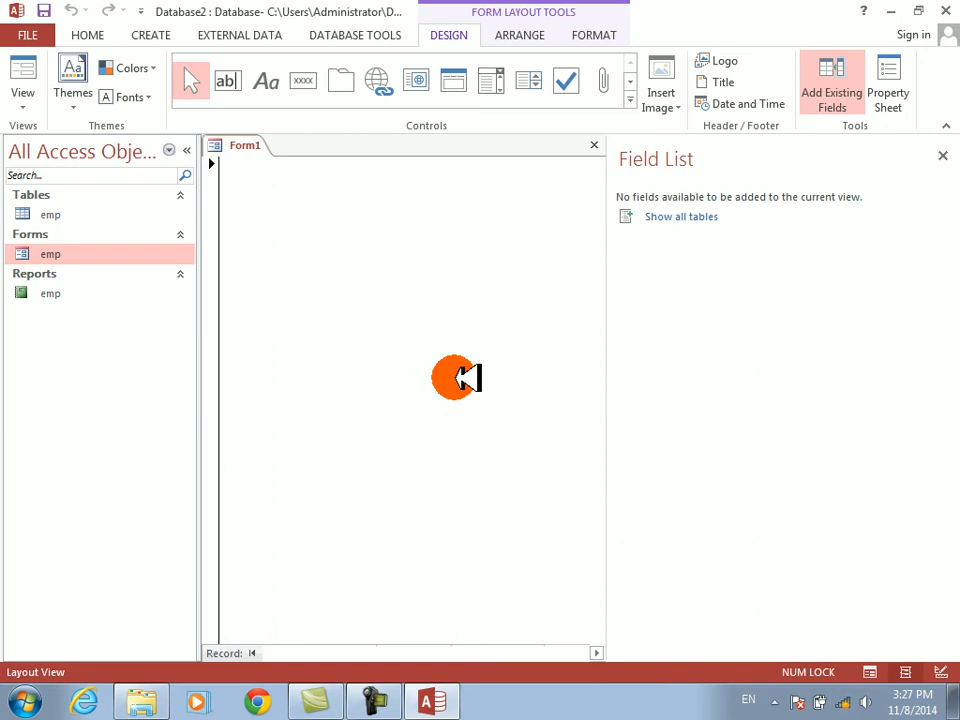 Database2 : Database- C:\Users\Administrator\D...
FORM LAYOUT TOOLS
?
FILE
HOME
CREATE
EXTERNAL DATA
DATABASE TOOLS
DESIGN
ARRANGE
FORMAT
Sign in
View
Themes
Colors
Fonts
ab|
Aa
xxxx
Insert
Image
Logo
Title
Date and Time
Add Existing
Fields
Property
Sheet
Views
Themes
Controls
Header / Footer
Tools
All Access Obje...
Search...
Tables
emp
Forms
emp
Reports
emp
Form1
Record:
Field List
No fields available to be added to the current view.
Show all tables
Layout View
NUM LOCK
EN
3:27 PM
11/8/2014